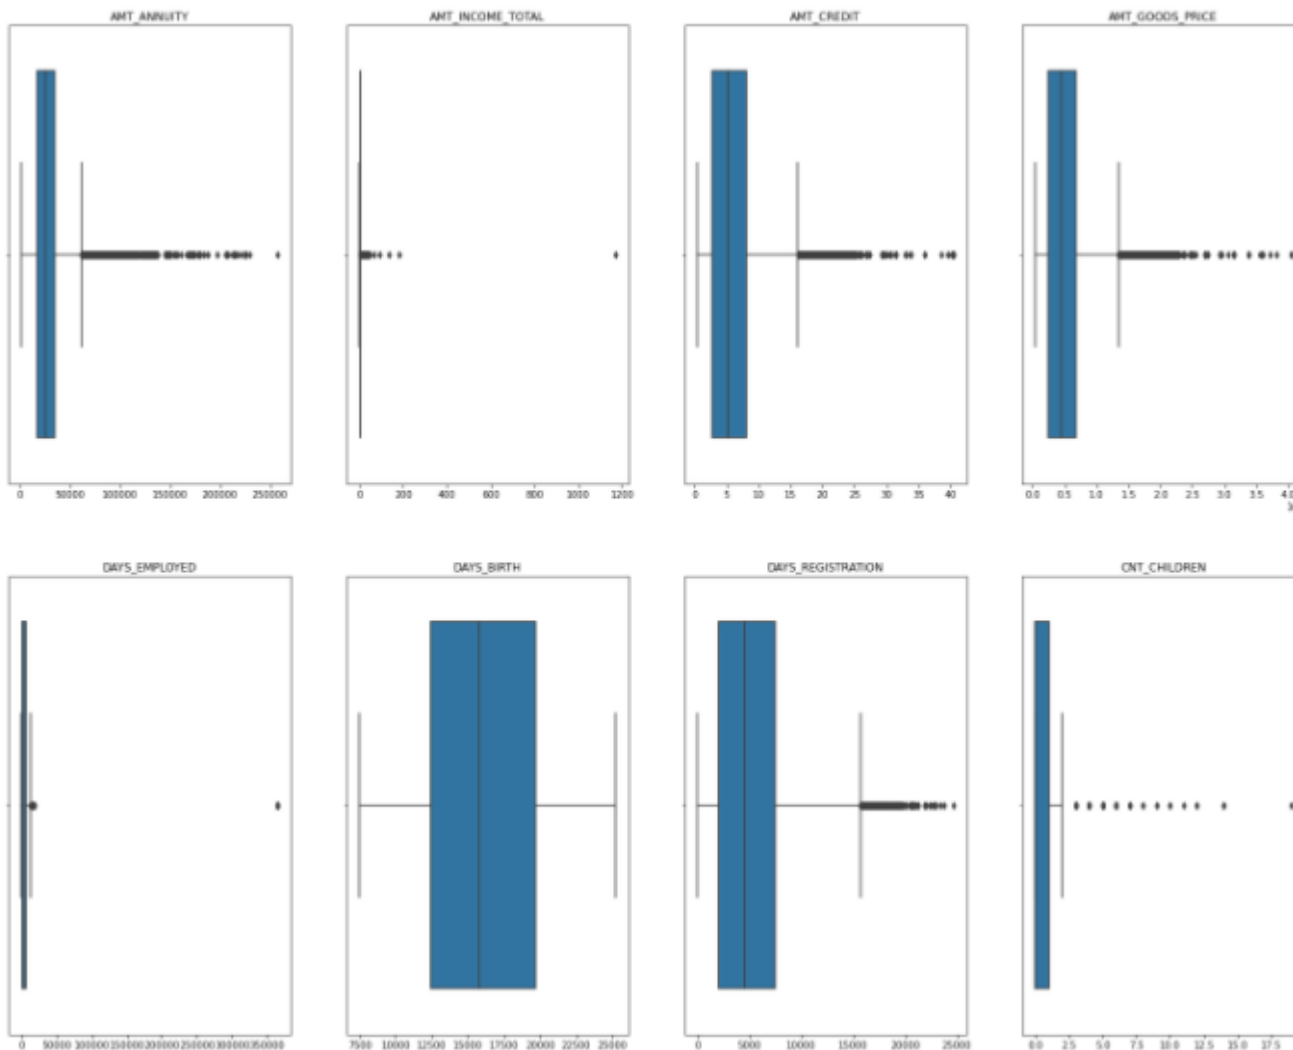 AMT_ANNUITY AMT_INCOME_TOTAL AMT_CREDIT AMT_GOODS_PRICE
0 50000 100000 150000 200000 250000 0 200 400 600 800 1000 1200 0 5 10 15 20 25 30 35 40 0.0 0.5 1.0 1.5 2.0 2.5 3.0 3.5 4.0
DAYS_EMPLOYED DAYS_BIRTH DAYS_REGISTRATION CNT_CHILDREN
0 50000 100000 150000 200000 250000 300000 350000 7500 10000 12500 15000 17500 20000 22500 25000 0 5000 10000 15000 20000 25000 0.0 2.5 5.0 7.5 10.0 12.5 15.0 17.5